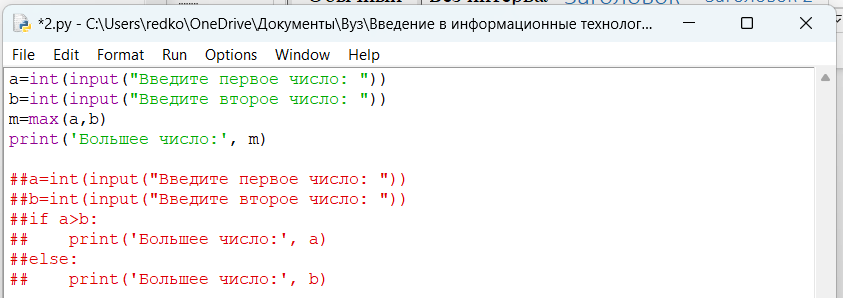 *2.py - C:\Users\redko\OneDrive\Документы\Вуз\Введение в информационные технолог...
File Edit Format Run Options Window Help
a=int(input("Введите первое число: "))
b=int(input("Введите второе число: "))
m=max(a,b)
print('Большее число:', m)
##a=int(input("Введите первое число: "))
##b=int(input("Введите второе число: "))
##if a>b:
##    print('Большее число:', a)
##else:
##    print('Большее число:', b)